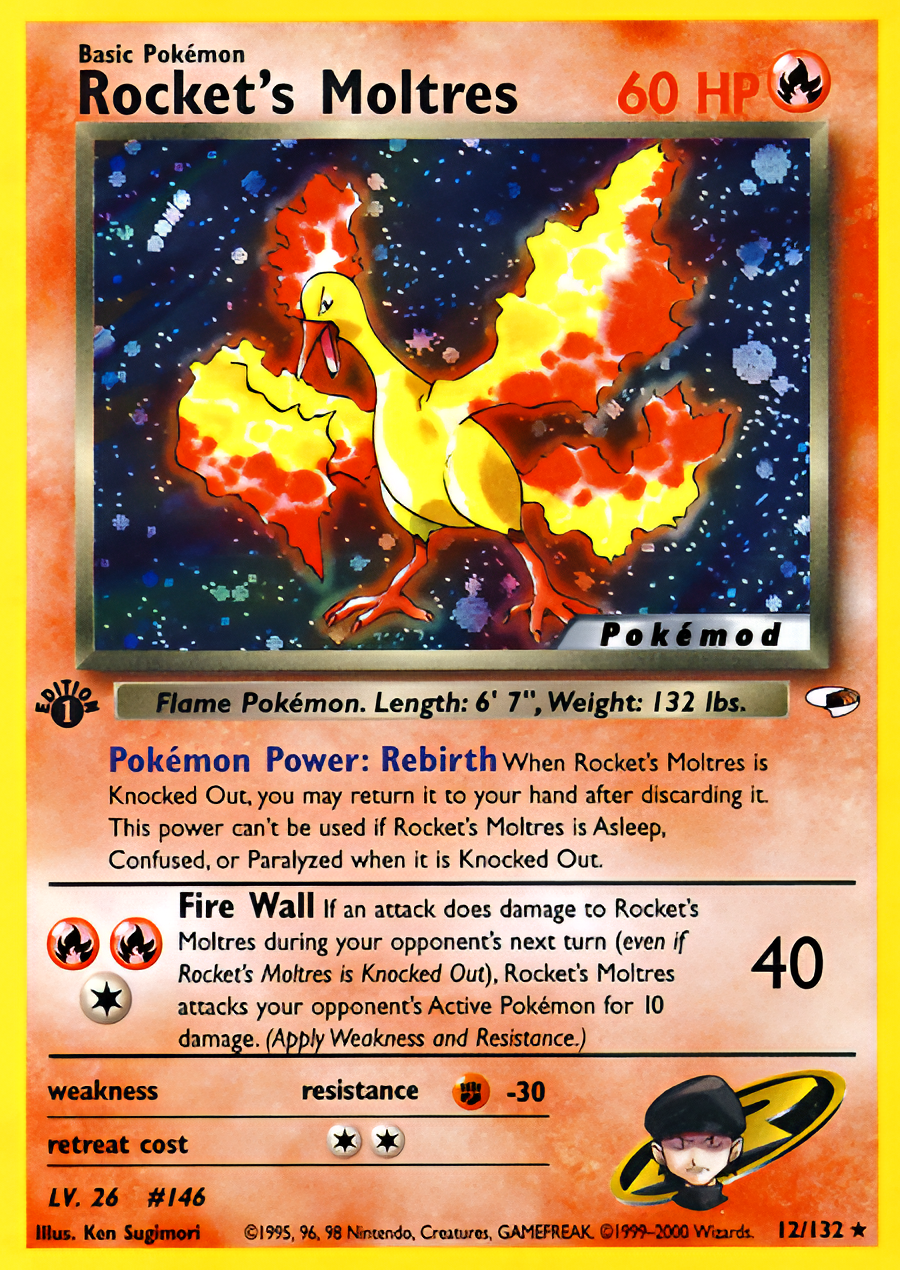 Basic Pokémon
Rocket's Moltres 60 HP
Pokémod
EDITION
1
Flame Pokémon. Length: 6' 7", Weight: 132 lbs.
Pokémon Power: Rebirth When Rocket's Moltres is
Knocked Out, you may return it to your hand after discarding it.
This power can't be used if Rocket's Moltres is Asleep,
Confused, or Paralyzed when it is Knocked Out.
Fire Wall If an attack does damage to Rocket's
Moltres during your opponent's next turn (even if
Rocket's Moltres is Knocked Out), Rocket's Moltres
attacks your opponent's Active Pokémon for 10
damage. (Apply Weakness and Resistance.)
40
weakness resistance -30
retreat cost
LV. 26 #146
Illus. Ken Sugimori ©1995, 96, 98 Nintendo, Creatures, GAMEFREAK. ©1999-2000 Wizards. 12/132 ★